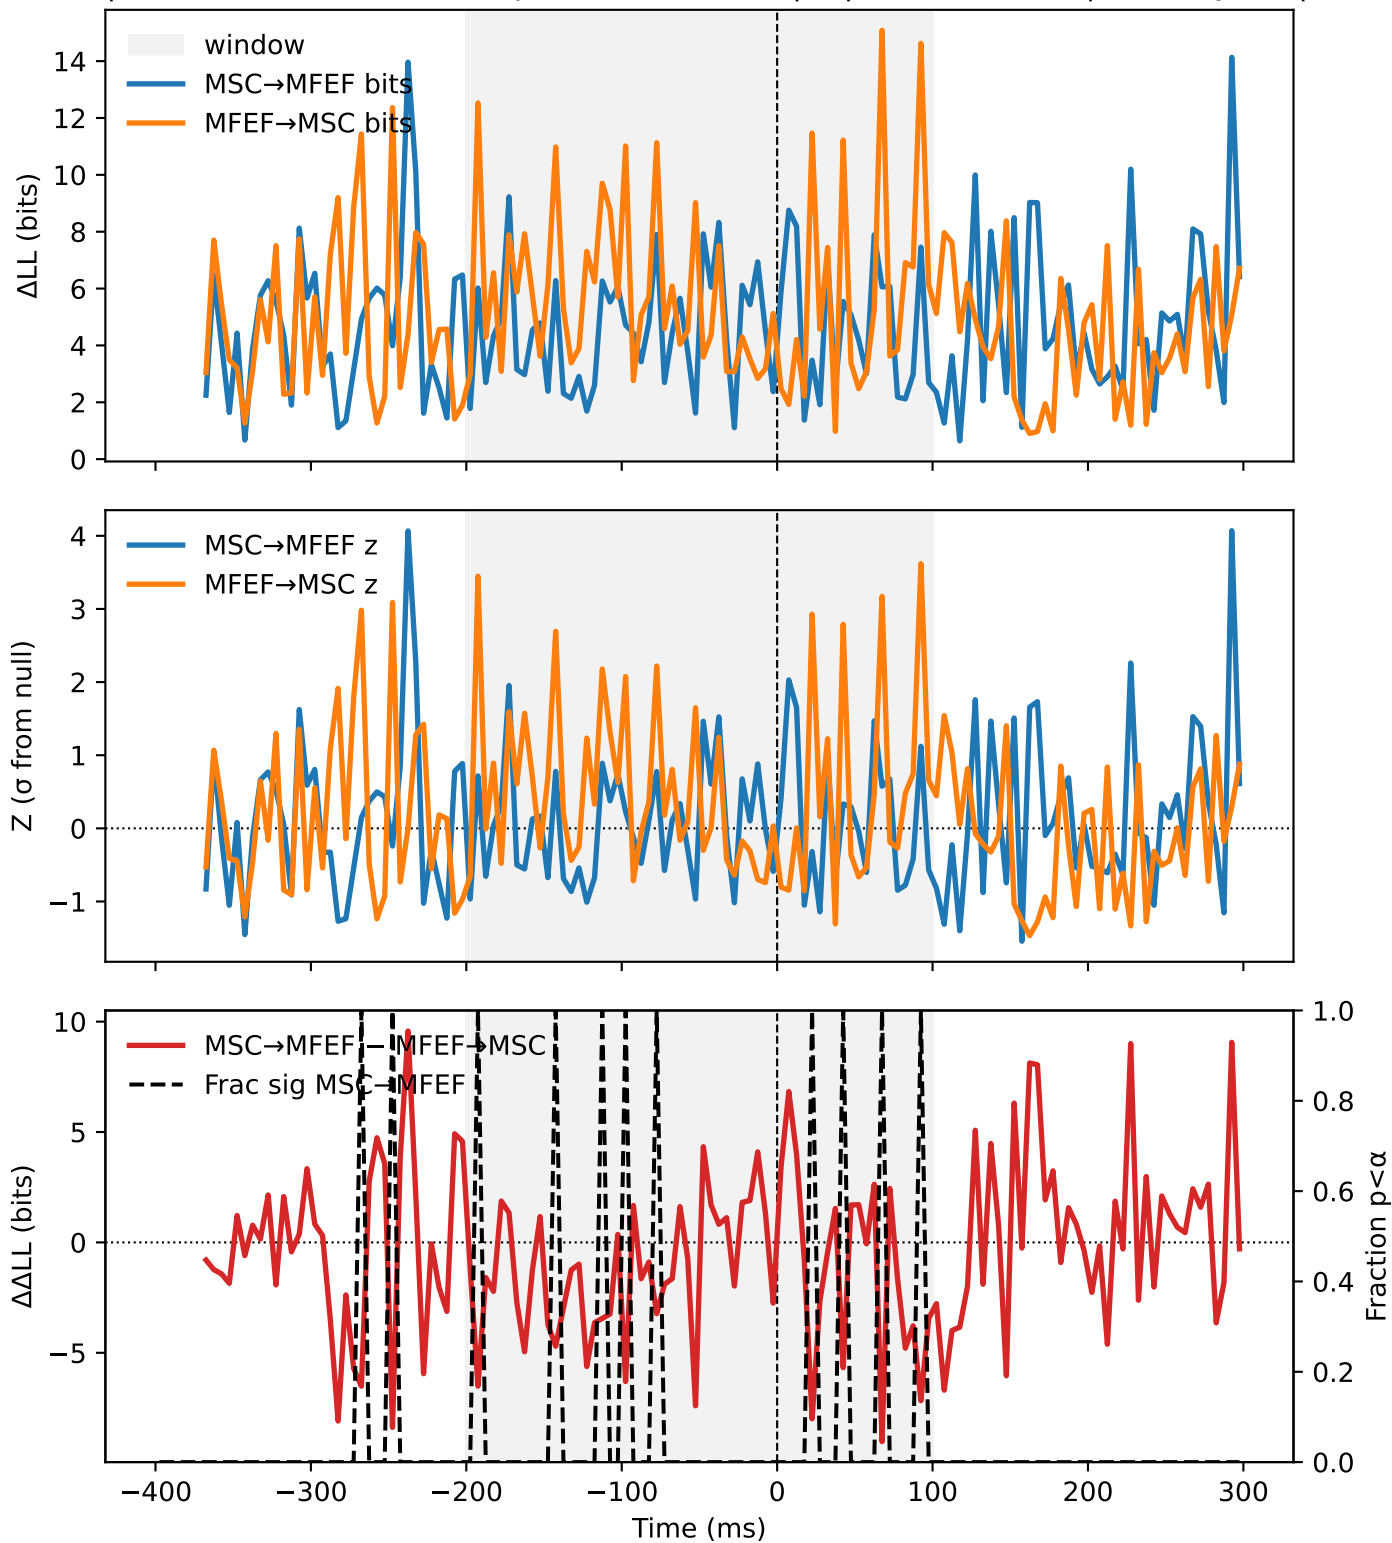 window
MSC→MFEF bits
MFEF→MSC bits
ΔLL (bits)
14
12
10
8
6
4
2
0
MSC→MFEF z
MFEF→MSC z
Z (σ from null)
4
3
2
1
0
−1
MSC→MFEF − MFEF→MSC
Frac sig MSC→MFEF
ΔΔLL (bits)
10
5
0
−5
1.0
0.8
0.6
0.4
0.2
0.0
Fraction p<α
−400 −300 −200 −100 0 100 200 300
Time (ms)